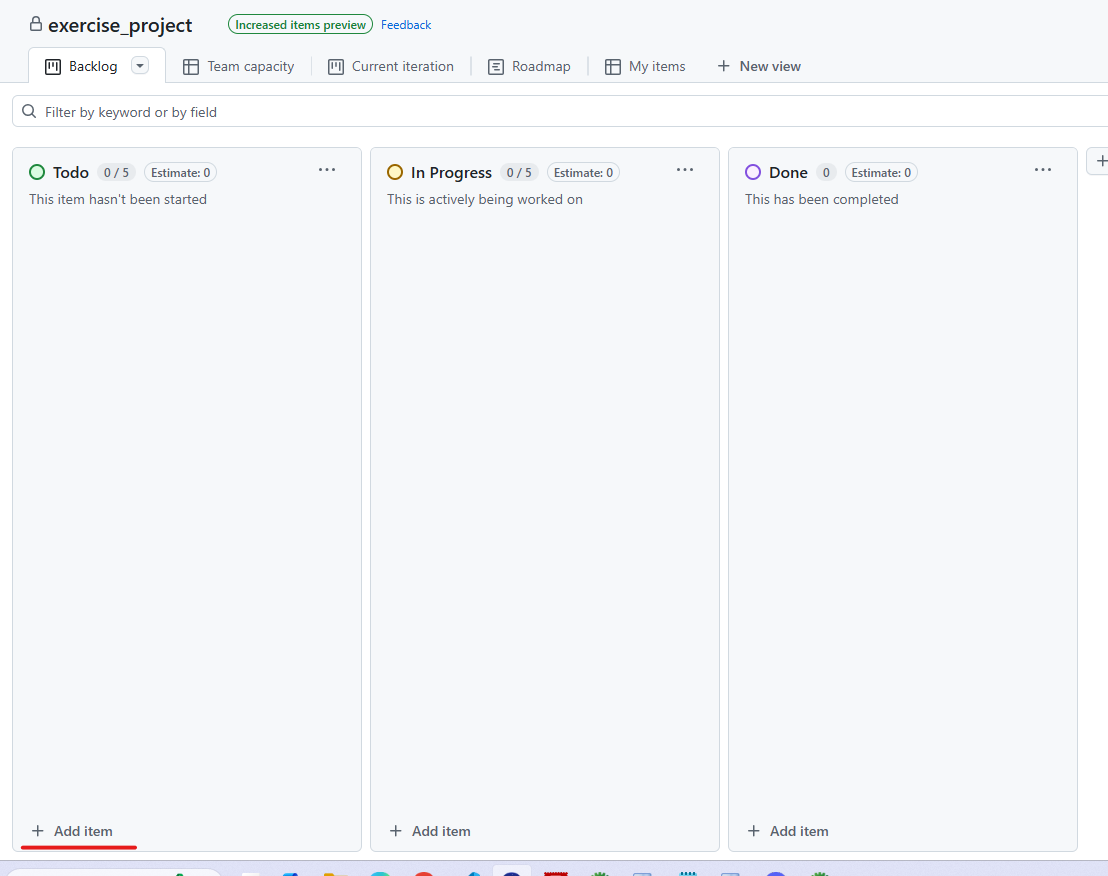 exercise_project
Increased items preview
Feedback
Backlog
Team capacity
Current iteration
Roadmap
My items
New view
Filter by keyword or by field
Todo 0 / 5 Estimate: 0
This item hasn't been started
In Progress 0 / 5 Estimate: 0
This is actively being worked on
Done 0 Estimate: 0
This has been completed
+ Add item
+ Add item
+ Add item